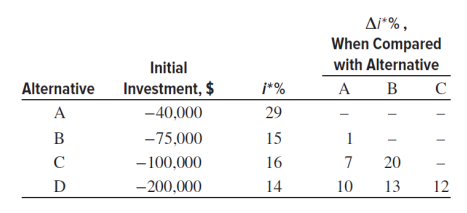 Δi*%,
When Compared
with Alternative
Initial
Alternative Investment, $ i*% A B C
A −40,000 29 – – –
B −75,000 15 1 – –
C −100,000 16 7 20 –
D −200,000 14 10 13 12